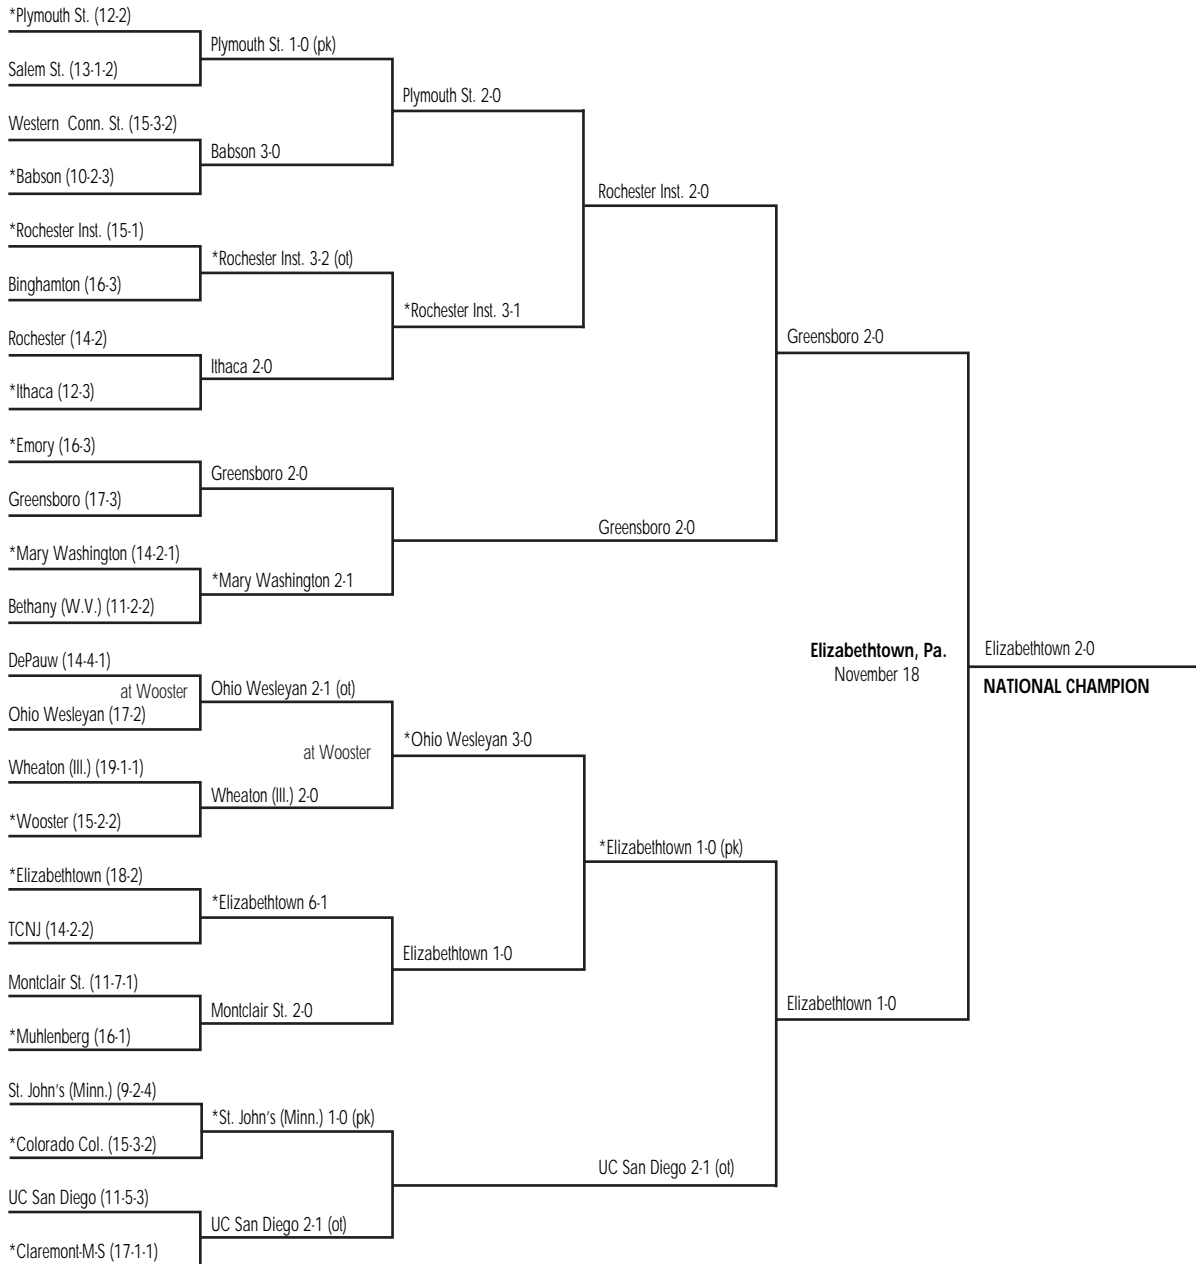 *Plymouth St. (12-2)
Salem St. (13-1-2)
Western Conn. St. (15-3-2)
*Babson (10-2-3)
*Rochester Inst. (15-1)
Binghamton (16-3)
Rochester (14-2)
*Ithaca (12-3)
*Emory (16-3)
Greensboro (17-3)
*Mary Washington (14-2-1)
Bethany (W.V.) (11-2-2)
DePauw (14-4-1)
at Wooster
Ohio Wesleyan (17-2)
Wheaton (Ill.) (19-1-1)
*Wooster (15-2-2)
*Elizabethtown (18-2)
TCNJ (14-2-2)
Montclair St. (11-7-1)
*Muhlenberg (16-1)
St. John's (Minn.) (9-2-4)
*Colorado Col. (15-3-2)
UC San Diego (11-5-3)
*Claremont-M-S (17-1-1)
Plymouth St. 1-0 (pk)
Babson 3-0
*Rochester Inst. 3-2 (ot)
Ithaca 2-0
Greensboro 2-0
*Mary Washington 2-1
Ohio Wesleyan 2-1 (ot)
at Wooster
Wheaton (Ill.) 2-0
*Elizabethtown 6-1
Montclair St. 2-0
*St. John's (Minn.) 1-0 (pk)
UC San Diego 2-1 (ot)
Plymouth St. 2-0
*Rochester Inst. 3-1
*Ohio Wesleyan 3-0
Elizabethtown 1-0
Rochester Inst. 2-0
Greensboro 2-0
*Elizabethtown 1-0 (pk)
UC San Diego 2-1 (ot)
Greensboro 2-0
Elizabethtown 1-0
Elizabethtown, Pa.
November 18
Elizabethtown 2-0
NATIONAL CHAMPION